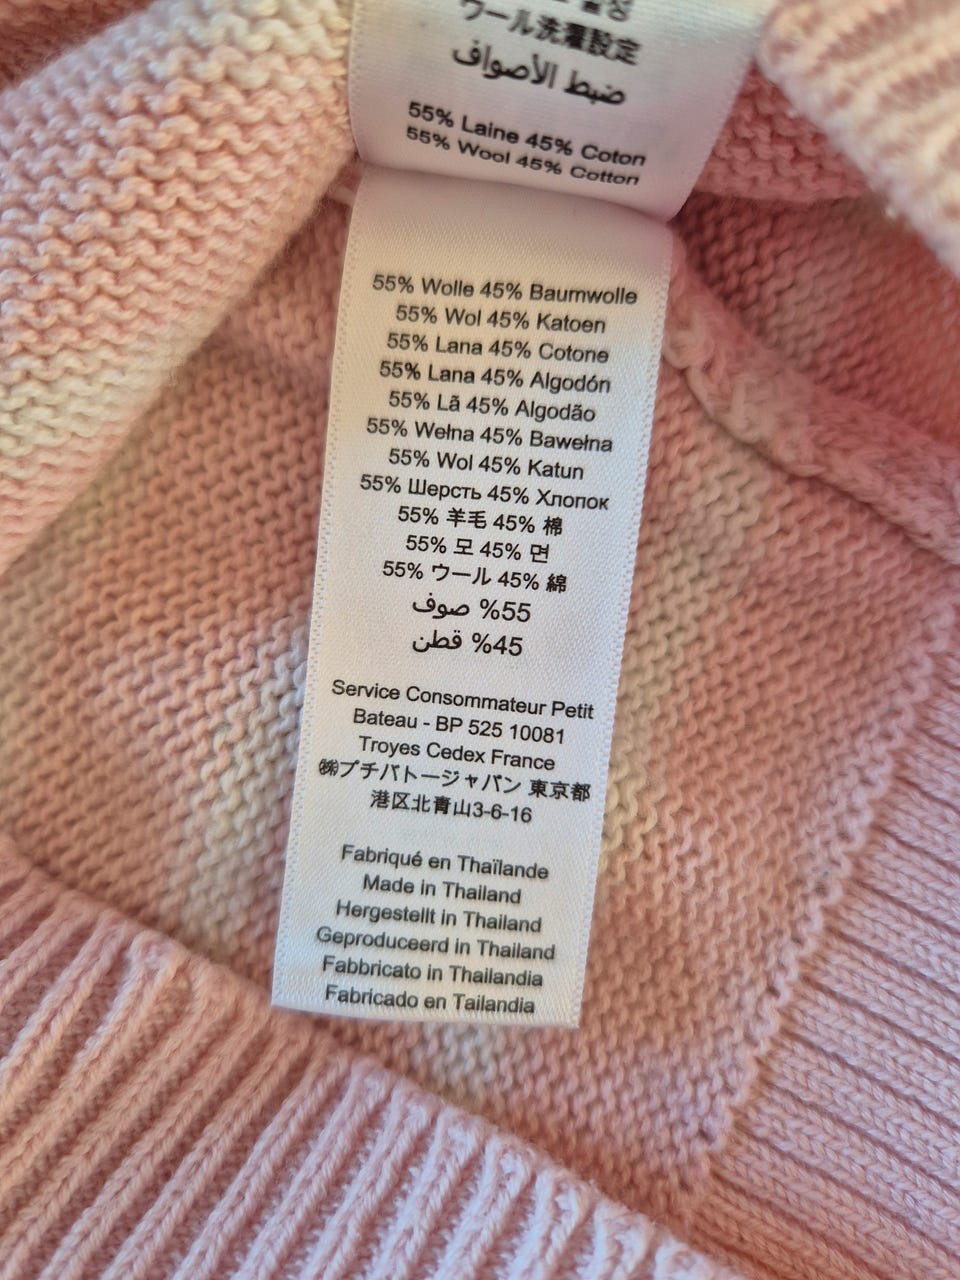 ワール洗濯設定
ضبط الأصواف
55% Laine 45% Coton
55% Wool 45% Cotton
55% Wolle 45% Baumwolle
55% Wol 45% Katoen
55% Lana 45% Cotone
55% Lana 45% Algodón
55% Lã 45% Algodão
55% Wełna 45% Bawełna
55% Wol 45% Katun
55% Шерсть 45% Хлопок
55% 羊毛 45% 棉
55% 모 45% 면
55% ウール 45% 綿
55% صوف
45% قطن
Service Consommateur Petit
Bateau - BP 525 10081
Troyes Cedex France
㈱プチバトージャパン 東京都
港区北青山3-6-16
Fabriqué en Thaïlande
Made in Thailand
Hergestellt in Thailand
Geproduceerd in Thailand
Fabbricato in Thailandia
Fabricado en Tailandia